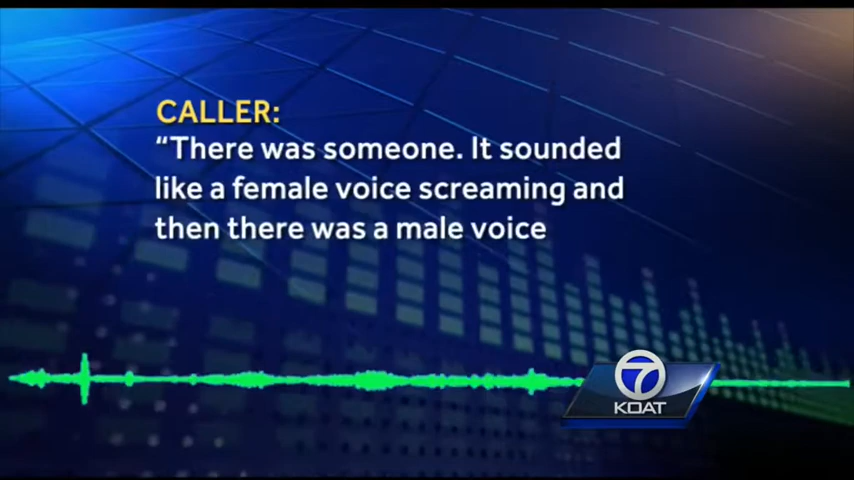 CALLER:
“There was someone. It sounded
like a female voice screaming and
then there was a male voice
7
KOAT